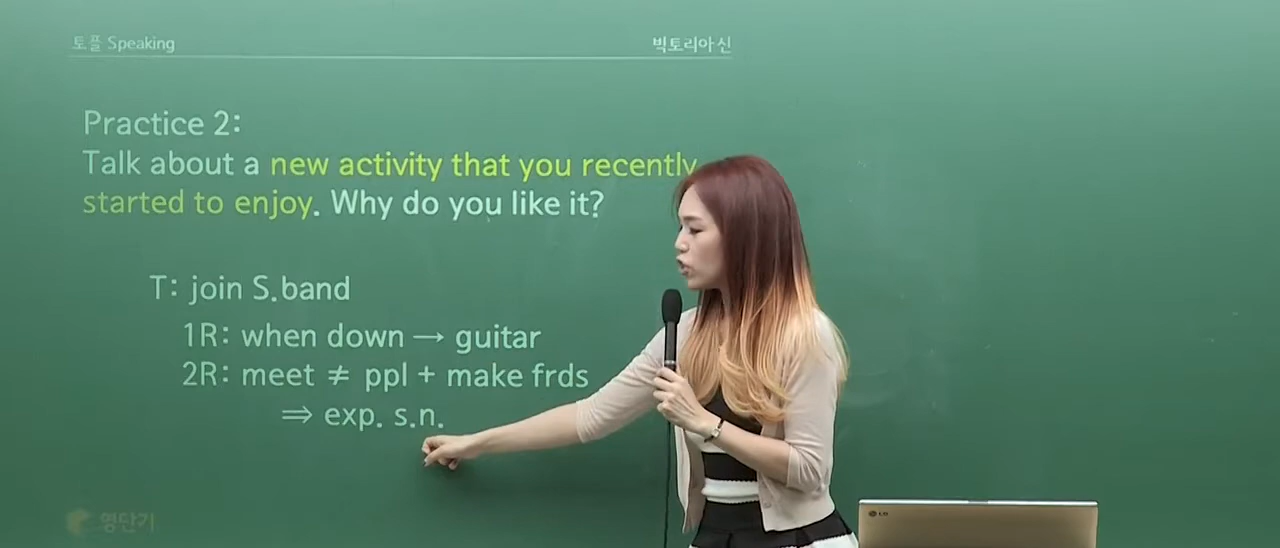 토플 Speaking
빅토리아 신
Practice 2:
Talk about a new activity that you recently
started to enjoy. Why do you like it?
T: join S.band
1R: when down → guitar
2R: meet ≠ ppl + make frds
⇒ exp. s.n.
영단기
LG